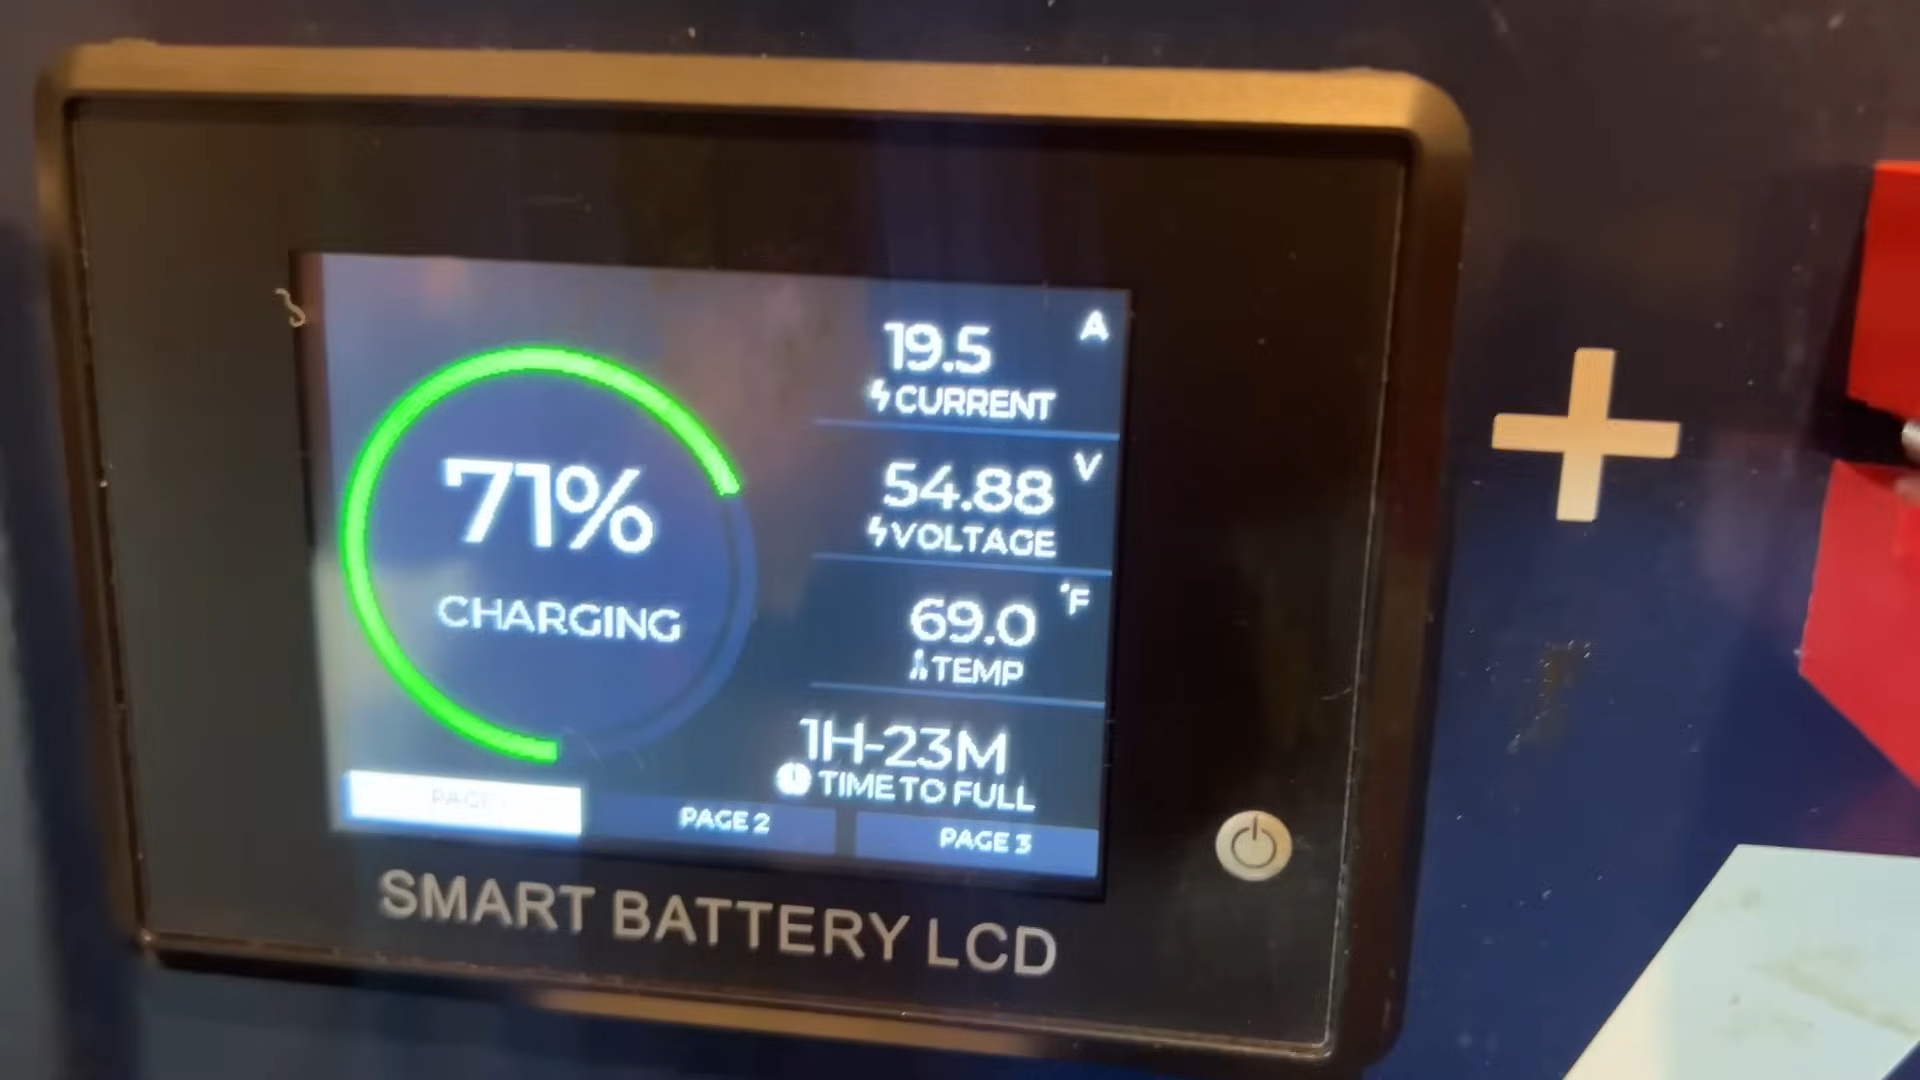 71%
CHARGING
19.5 A
CURRENT
54.88 V
VOLTAGE
69.0 °F
TEMP
1H-23M
TIME TO FULL
PAGE
PAGE 2
PAGE 3
SMART BATTERY LCD